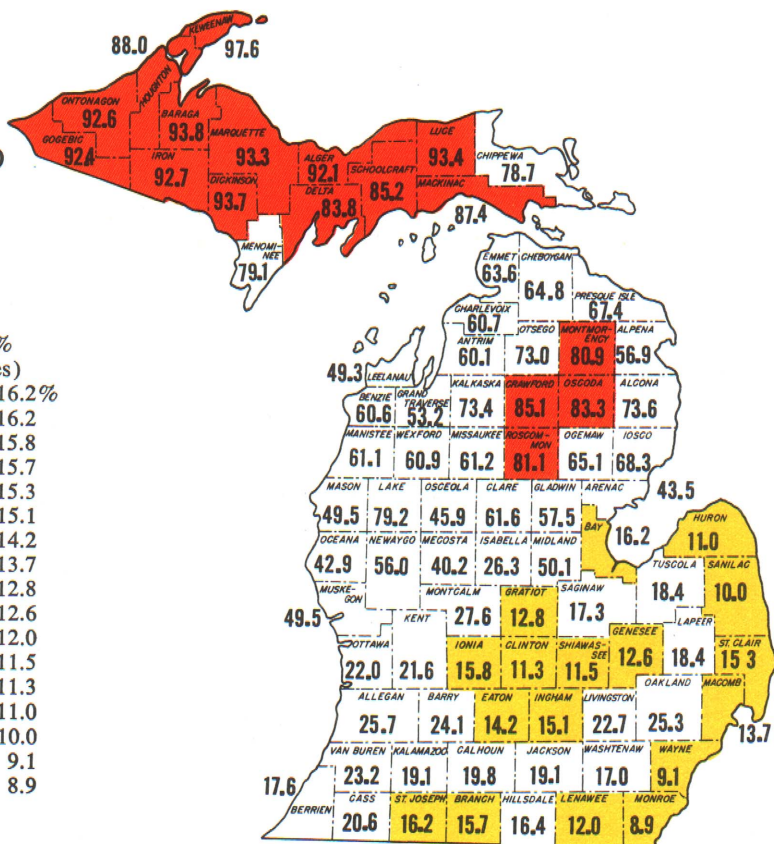 KEWEENAW
97.6
88.0
HOUGHTON
ONTONAGON
92.6
BARAGA
93.8
GOGEBIC
92.4
IRON
92.7
MARQUETTE
93.3
DICKINSON
93.7
ALGER
92.1
DELTA
83.8
SCHOOLCRAFT
85.2
LUCE
93.4
CHIPPEWA
78.7
MACKINAC
87.4
MENOMI-
NEE
79.1
)
%
es)
16.2%
16.2
15.8
15.7
15.3
15.1
14.2
13.7
12.8
12.6
12.0
11.5
11.3
11.0
10.0
9.1
8.9
EMMET
63.6
CHEBOYGAN
64.8
PRESQUE ISLE
67.4
CHARLEVOIX
60.7
ANTRIM
60.1
OTSEGO
73.0
MONTMOR-
ENCY
80.9
ALPENA
56.9
49.3
LEELANAU
BENZIE
60.6
GRAND
TRAVERSE
53.2
KALKASKA
73.4
CRAWFORD
85.1
OSCODA
83.3
ALCONA
73.6
MANISTEE
61.1
WEXFORD
60.9
MISSAUKEE
61.2
ROSCOM-
MON
81.1
OGEMAW
65.1
IOSCO
68.3
MASON
49.5
LAKE
79.2
OSCEOLA
45.9
CLARE
61.6
GLADWIN
57.5
ARENAC
43.5
OCEANA
42.9
NEWAYGO
56.0
MECOSTA
40.2
ISABELLA
26.3
MIDLAND
50.1
BAY
16.2
HURON
11.0
MUSKE-
GON
49.5
MONTCALM
27.6
GRATIOT
12.8
SAGINAW
17.3
TUSCOLA
18.4
SANILAC
10.0
OTTAWA
22.0
KENT
21.6
IONIA
15.8
CLINTON
11.3
SHIAWAS-
SEE
11.5
GENESEE
12.6
LAPEER
18.4
ST. CLAIR
15 3
ALLEGAN
25.7
BARRY
24.1
EATON
14.2
INGHAM
15.1
LIVINGSTON
22.7
OAKLAND
25.3
MACOMB
13.7
VAN BUREN
23.2
KALAMAZOO
19.1
CALHOUN
19.8
JACKSON
19.1
WASHTENAW
17.0
WAYNE
9.1
17.6
BERRIEN
CASS
20.6
ST. JOSEPH
16.2
BRANCH
15.7
HILLSDALE
16.4
LENAWEE
12.0
MONROE
8.9